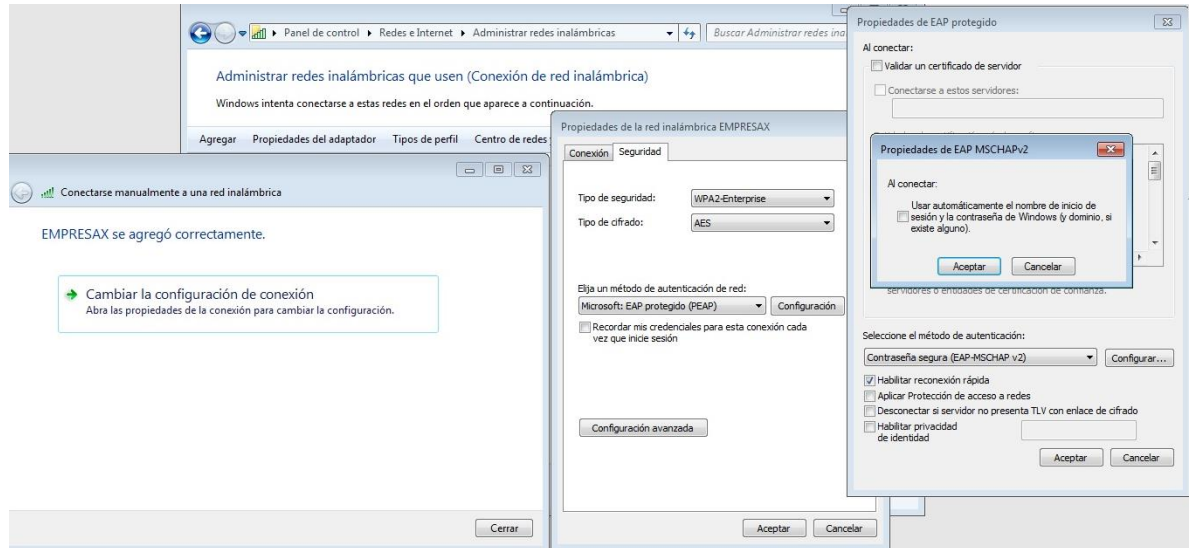 Panel de control ▸ Redes e Internet ▸ Administrar redes inalámbricas
Buscar Administrar redes
Administrar redes inalámbricas que usen (Conexión de red inalámbrica)
Windows intenta conectarse a estas redes en el orden que aparece a continuación.
Agregar Propiedades del adaptador Tipos de perfil Centro de redes
Conectarse manualmente a una red inalámbrica
EMPRESAX se agregó correctamente.
Cambiar la configuración de conexión
Abra las propiedades de la conexión para cambiar la configuración.
Cerrar
Propiedades de la red inalámbrica EMPRESAX
Conexión Seguridad
Tipo de seguridad: WPA2-Enterprise
Tipo de cifrado: AES
Elija un método de autenticación de red:
Microsoft: EAP protegido (PEAP) Configuración
Recordar mis credenciales para esta conexión cada
vez que inicie sesión
Configuración avanzada
Aceptar Cancelar
Propiedades de EAP protegido
Al conectar:
Validar un certificado de servidor
Conectarse a estos servidores:
Propiedades de EAP MSCHAPv2
Al conectar:
Usar automáticamente el nombre de inicio de
sesión y la contraseña de Windows (y dominio, si
existe alguno).
Aceptar Cancelar
servidores o entidades de certificación de confianza.
Seleccione el método de autenticación:
Contraseña segura (EAP-MSCHAP v2) Configurar...
Habilitar reconexión rápida
Aplicar Protección de acceso a redes
Desconectar si servidor no presenta TLV con enlace de cifrado
Habilitar privacidad
de identidad
Aceptar Cancelar